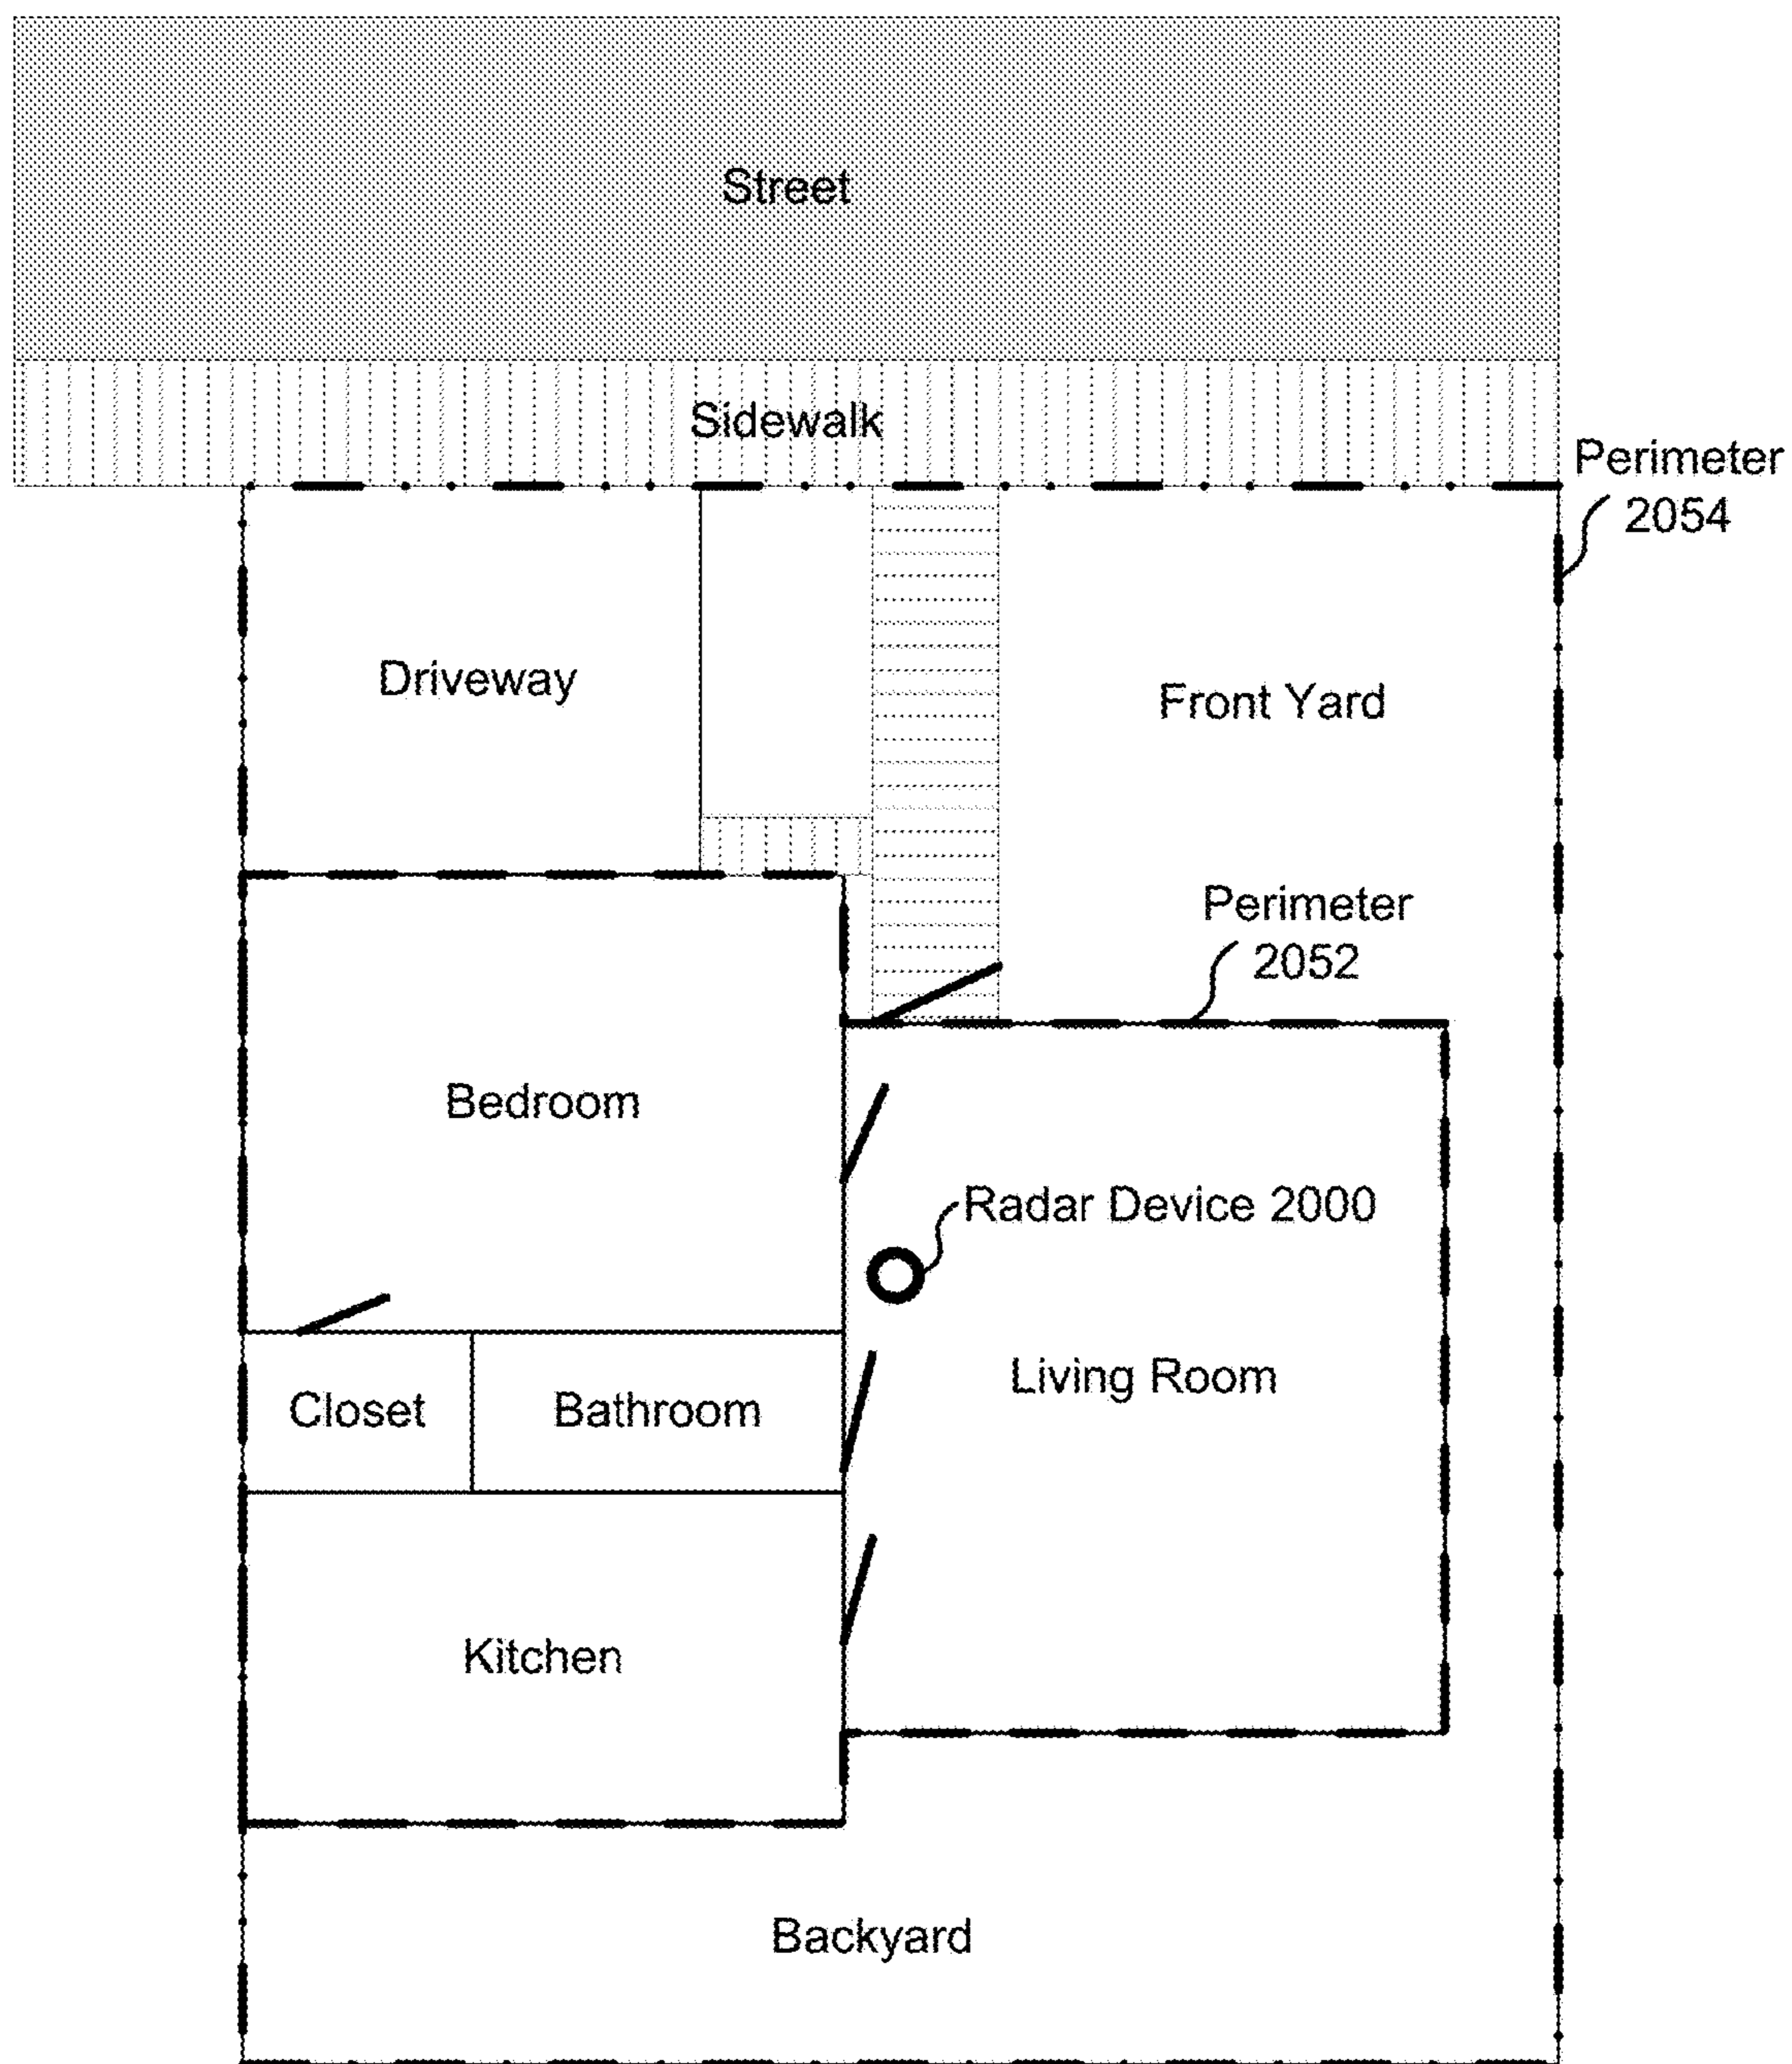 Street
Sidewalk
Perimeter
2054
Driveway
Front Yard
Perimeter
2052
Bedroom
Radar Device 2000
Living Room
Closet
Bathroom
Kitchen
Backyard